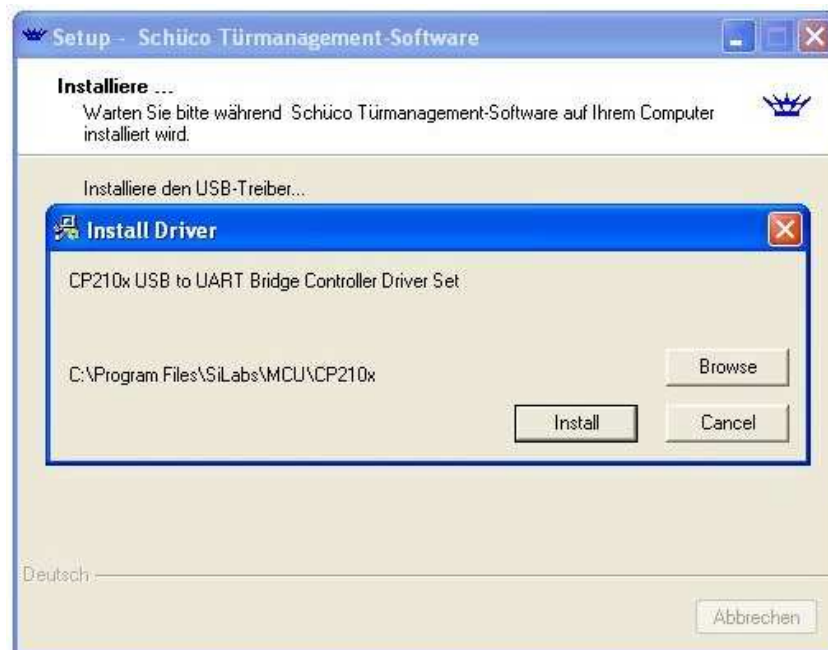 Setup - Schüco Türmanagement-Software
Installiere ...
Warten Sie bitte während Schüco Türmanagement-Software auf Ihrem Computer
installiert wird.
Installiere den USB-Treiber...
Install Driver
CP210x USB to UART Bridge Controller Driver Set
C:\Program Files\SiLabs\MCU\CP210x
Browse
Install
Cancel
Deutsch
Abbrechen